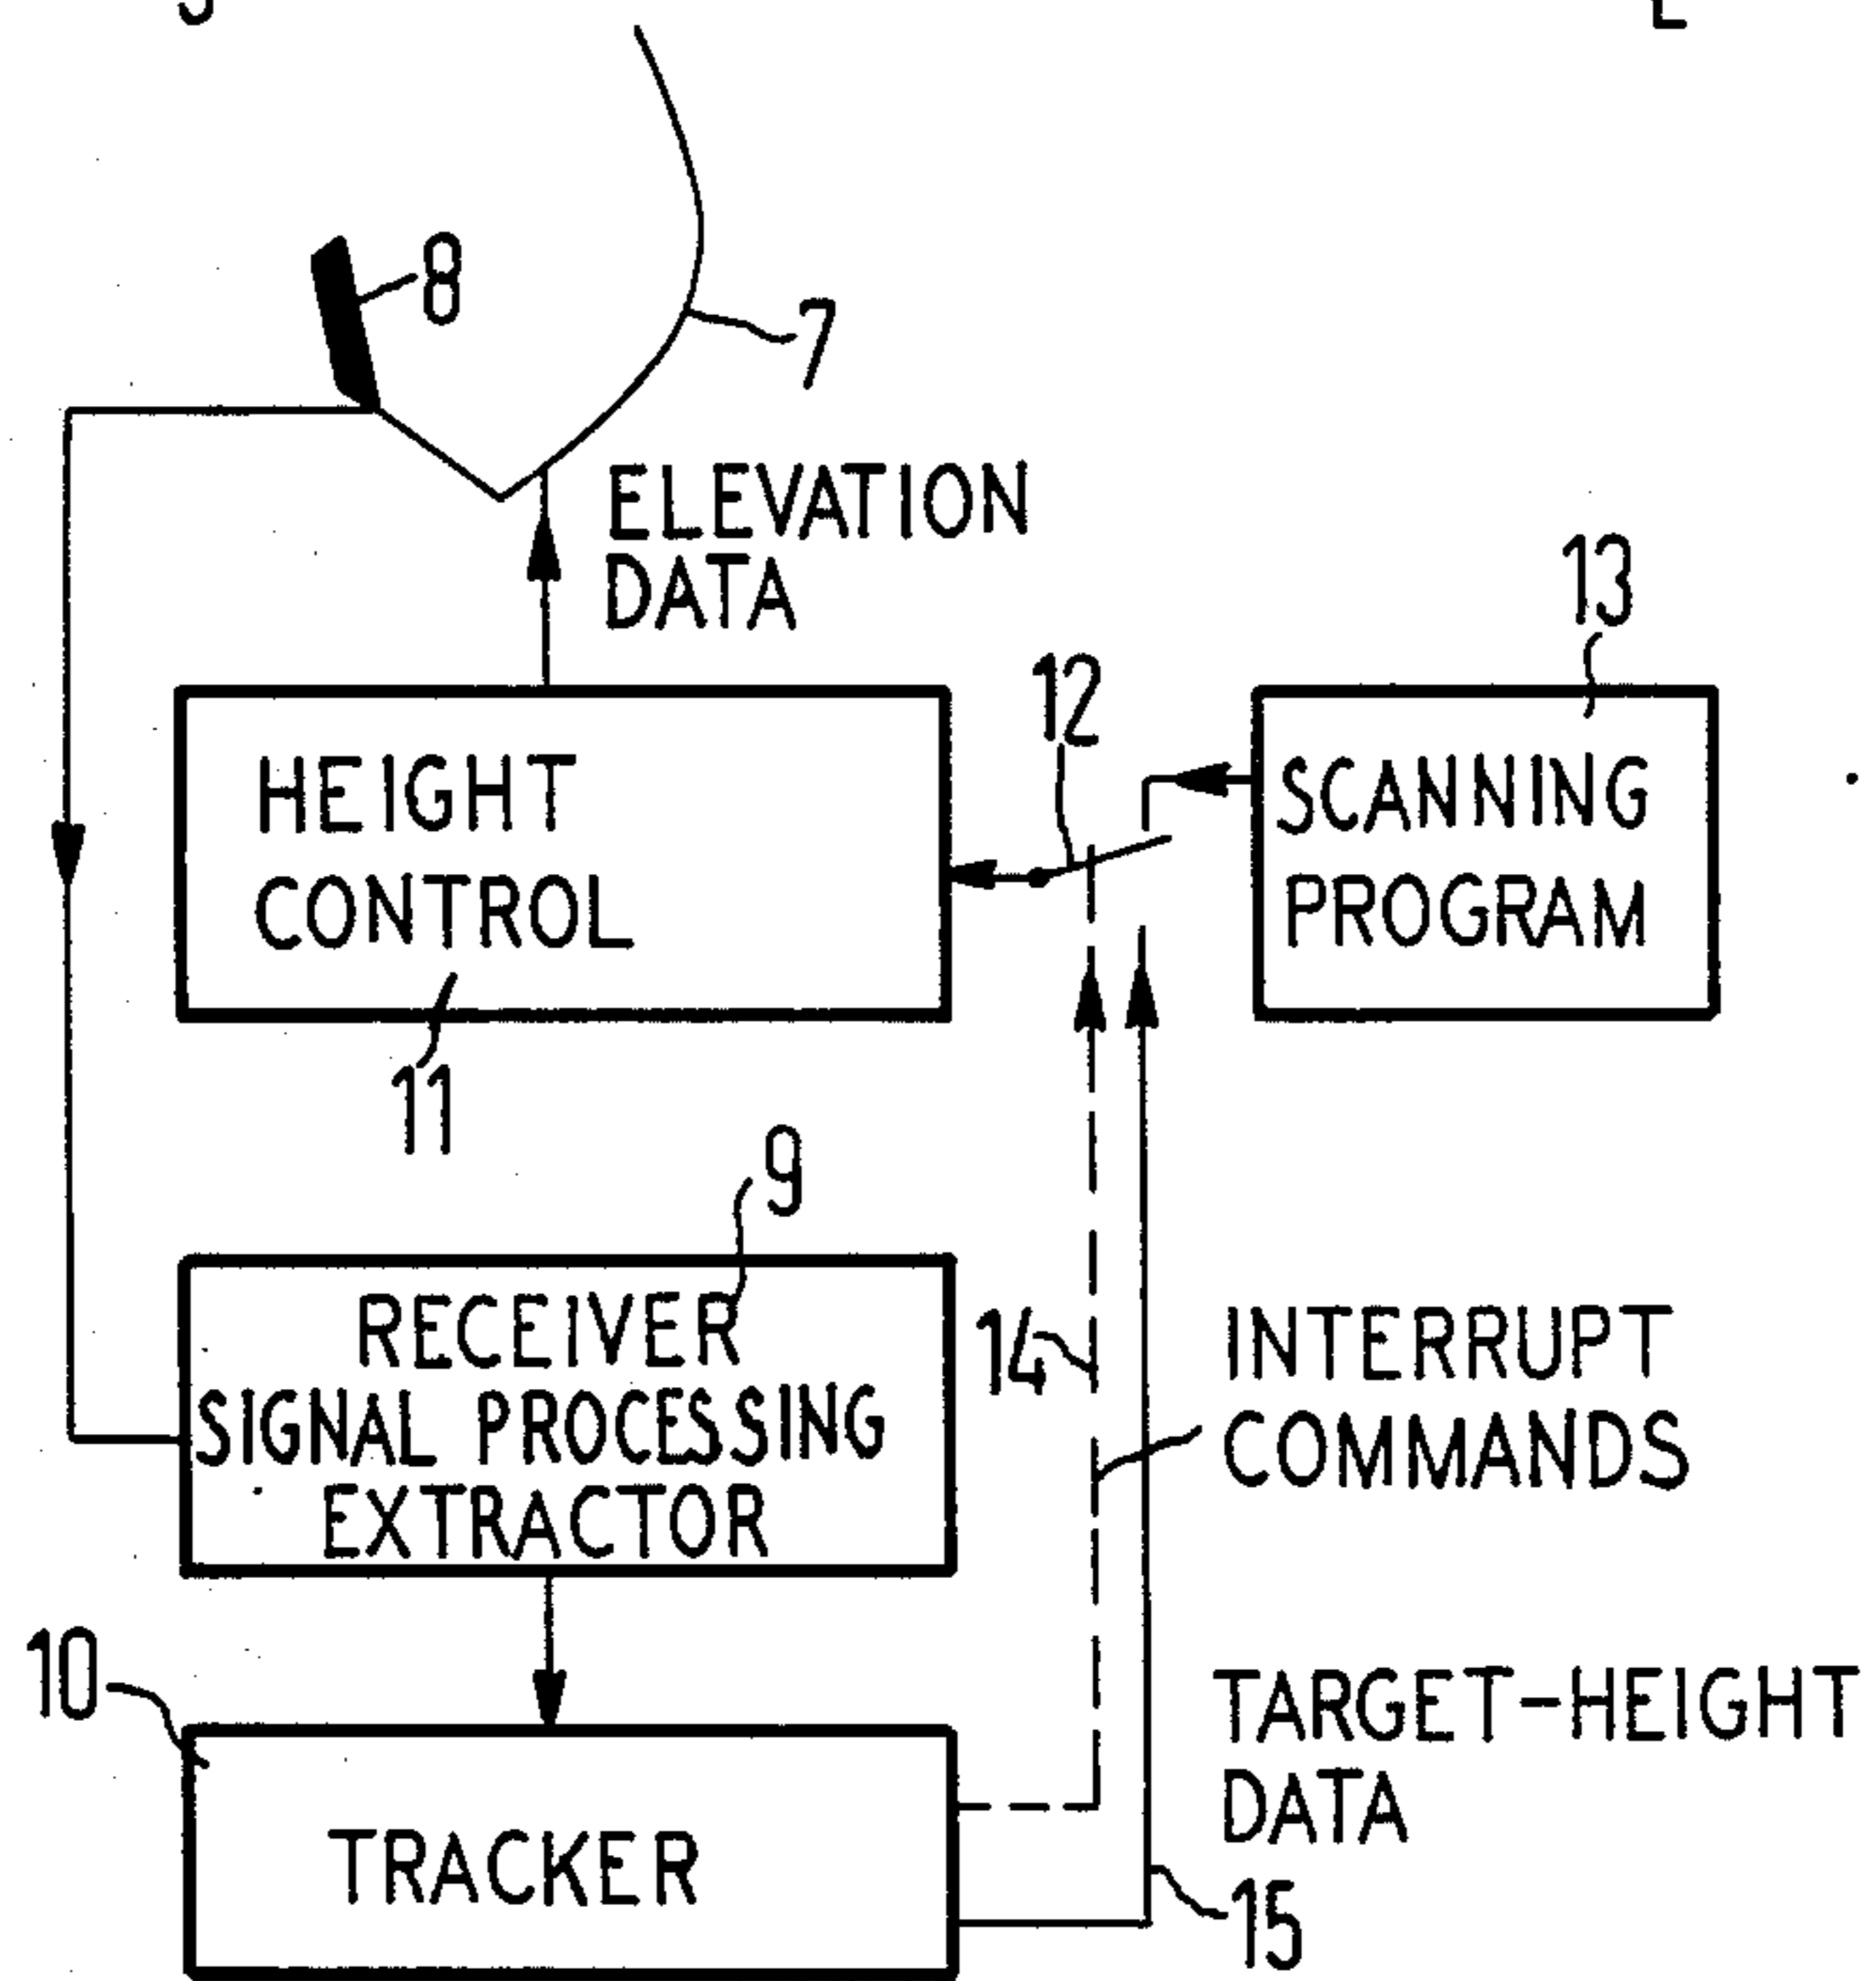 8
7
ELEVATION
DATA
13
12
HEIGHT
CONTROL
SCANNING
PROGRAM
11
9
RECEIVER
SIGNAL PROCESSING
EXTRACTOR
14
INTERRUPT
COMMANDS
10
TARGET-HEIGHT
DATA
TRACKER
15